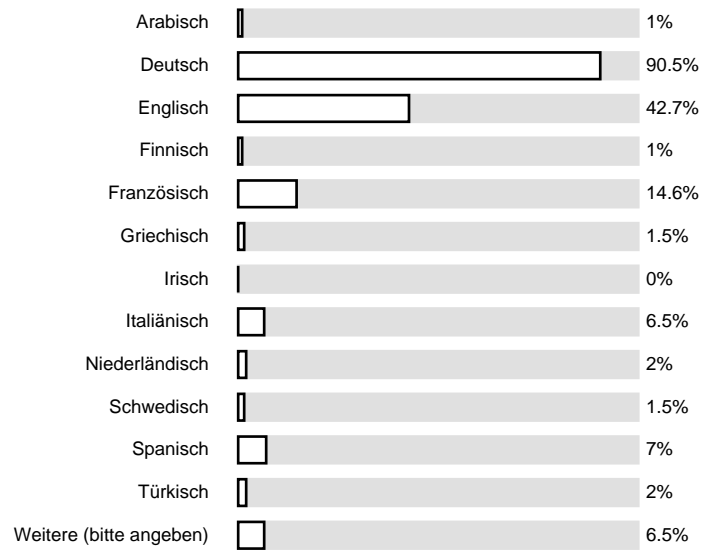 Arabisch 1%
Deutsch 90.5%
Englisch 42.7%
Finnisch 1%
Französisch 14.6%
Griechisch 1.5%
Irisch 0%
Italiänisch 6.5%
Niederländisch 2%
Schwedisch 1.5%
Spanisch 7%
Türkisch 2%
Weitere (bitte angeben) 6.5%